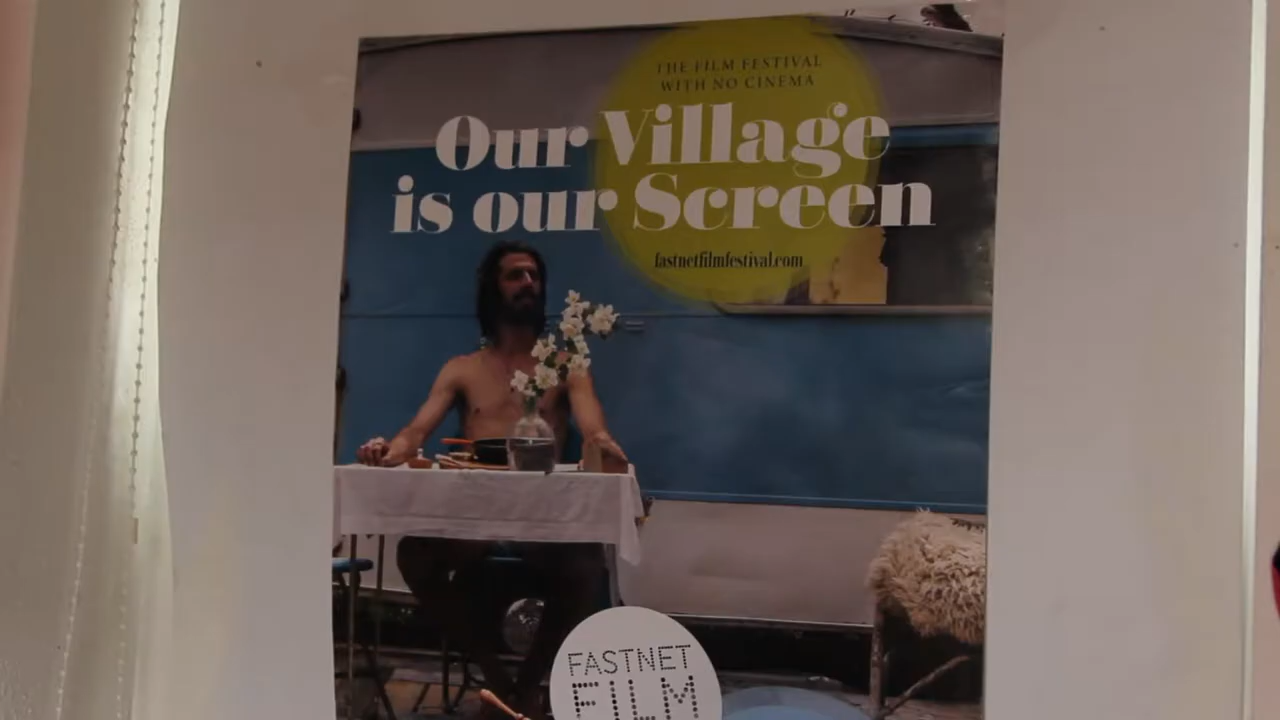 THE FILM FESTIVAL
WITH NO CINEMA
Our Village
is our Screen
fastnetfilmfestival.com
FASTNET
FILM